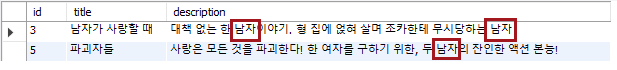 id title description
3 남자가 사랑할 때 대책 없는 한 남자 이야기. 형 집에 얹혀 살며 조카한테 무시당하는 남자
5 파괴자들 사랑은 모든 것을 파괴한다! 한 여자를 구하기 위한, 두 남자의 잔인한 액션 본능!